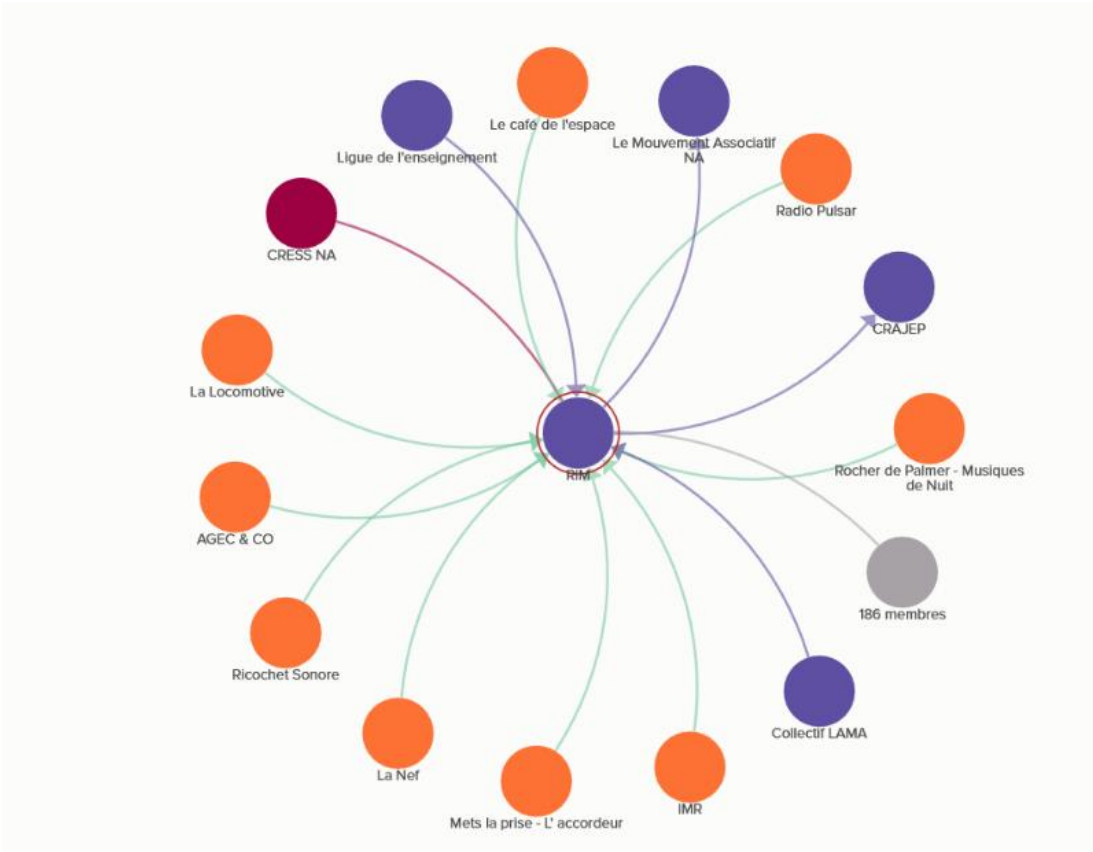 Le café de l'espace
Le Mouvement Associatif
NA
Ligue de l'enseignement
Radio Pulsar
CRESS NA
CRAJEP
La Locomotive
RIM
Rocher de Palmer - Musiques
de Nuit
AGEC & CO
186 membres
Ricochet Sonore
Collectif LAMA
La Nef
IMR
Mets la prise - L' accordeur